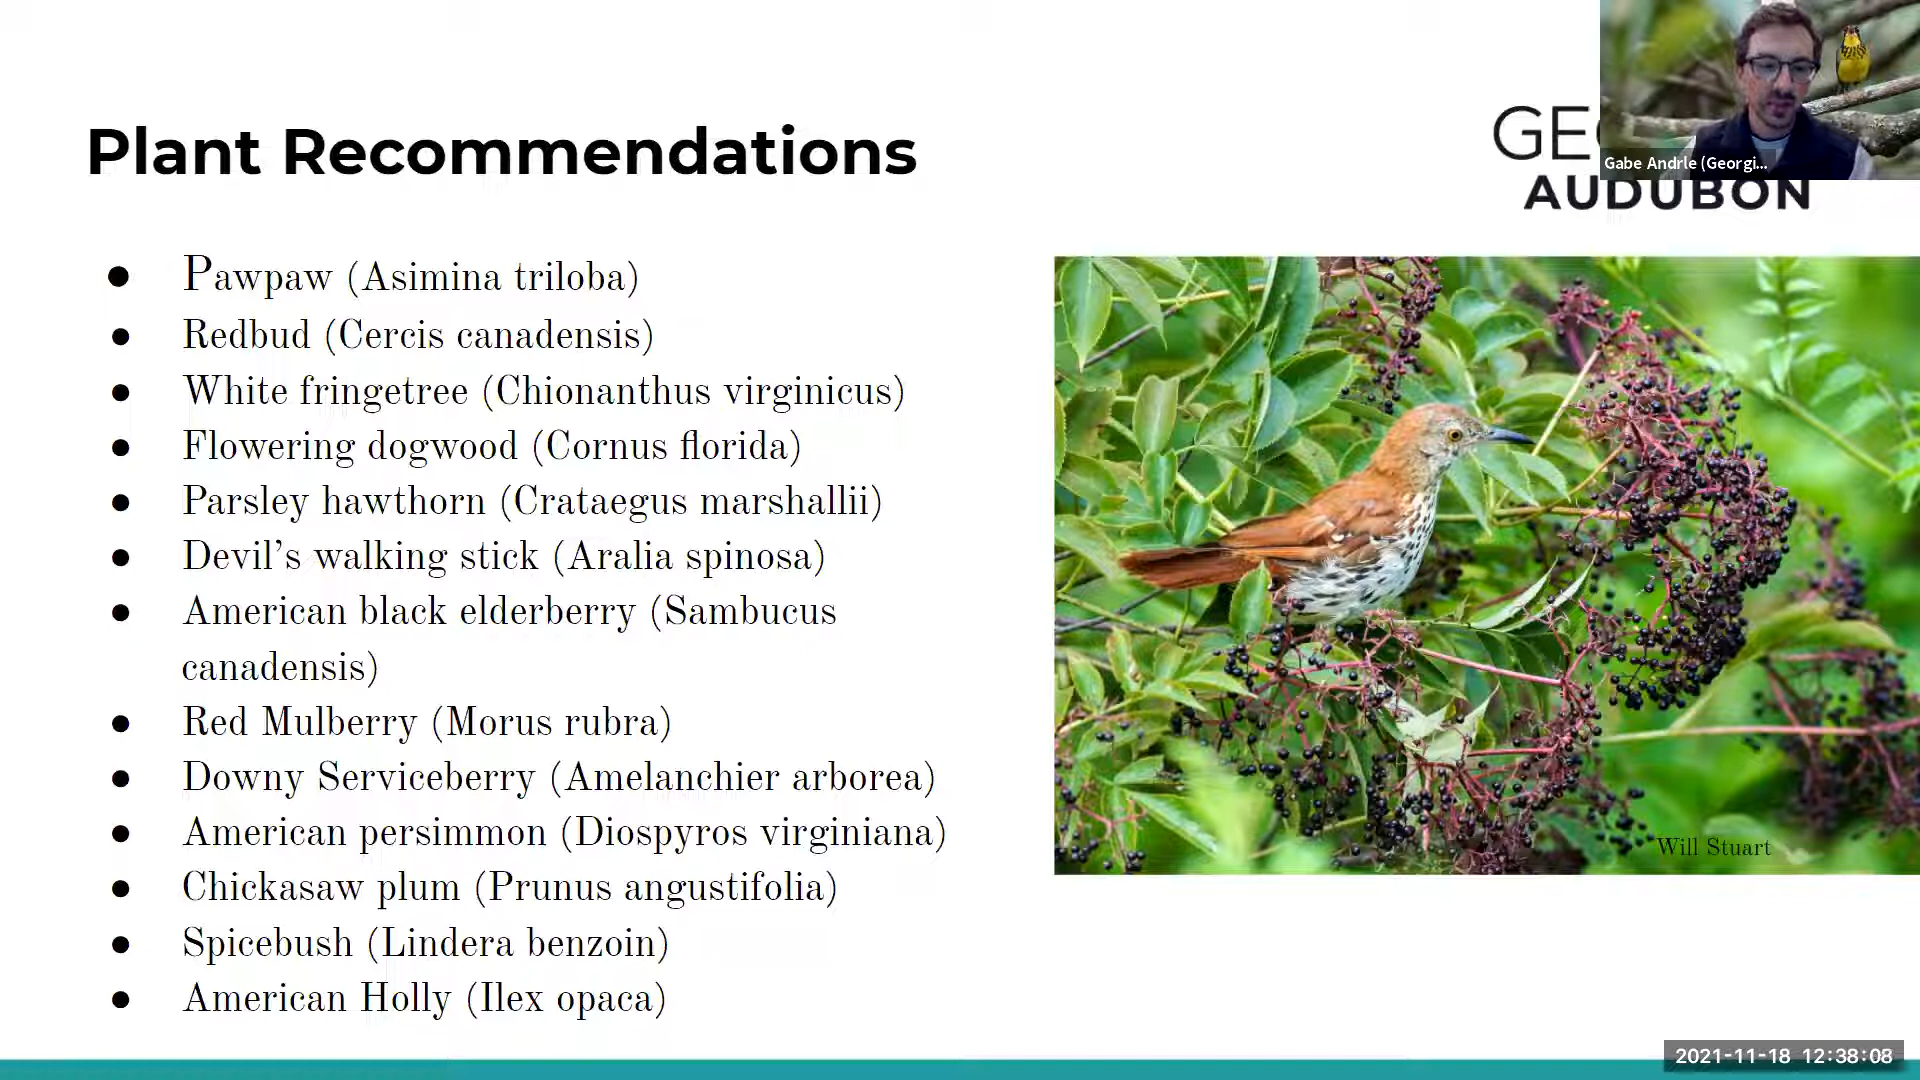 Plant Recommendations
GE
AUDUBON
Gabe Andrle (Georgi...
● Pawpaw (Asimina triloba)
● Redbud (Cercis canadensis)
● White fringetree (Chionanthus virginicus)
● Flowering dogwood (Cornus florida)
● Parsley hawthorn (Crataegus marshallii)
● Devil’s walking stick (Aralia spinosa)
● American black elderberry (Sambucus
canadensis)
● Red Mulberry (Morus rubra)
● Downy Serviceberry (Amelanchier arborea)
● American persimmon (Diospyros virginiana)
● Chickasaw plum (Prunus angustifolia)
● Spicebush (Lindera benzoin)
● American Holly (Ilex opaca)
Will Stuart
2021-11-18 12:38:08